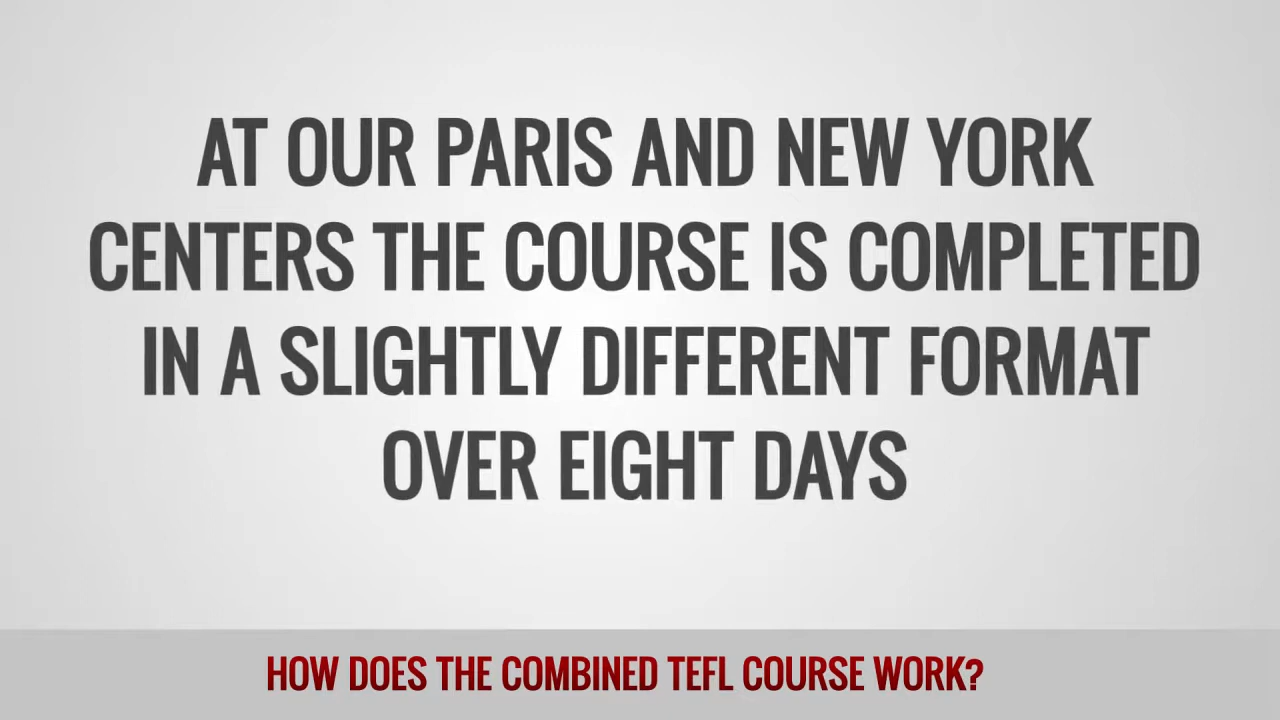 AT OUR PARIS AND NEW YORK
CENTERS THE COURSE IS COMPLETED
IN A SLIGHTLY DIFFERENT FORMAT
OVER EIGHT DAYS
HOW DOES THE COMBINED TEFL COURSE WORK?